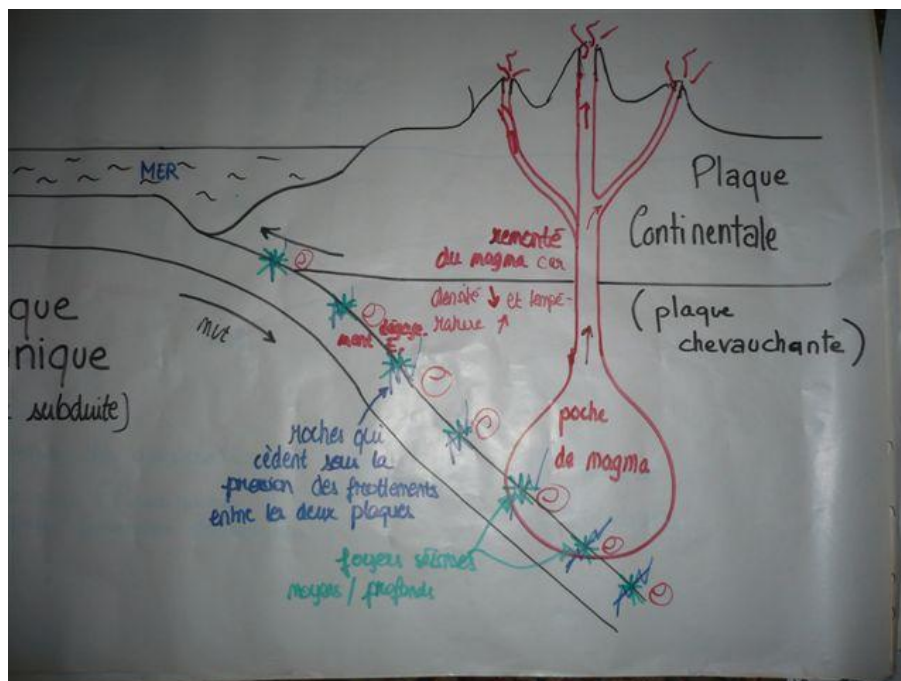 MER
Plaque
Continentale
(plaque
chevauchante)
remonté
du magma car
densité ↓ et tempé-
rature ↑
dégage-
ment E.
que
nique
subduite)
mvt
roches qui
cèdent sous la
pression des frottements
entre les deux plaques
poche
de magma
foyers séismes
moyens / profonds